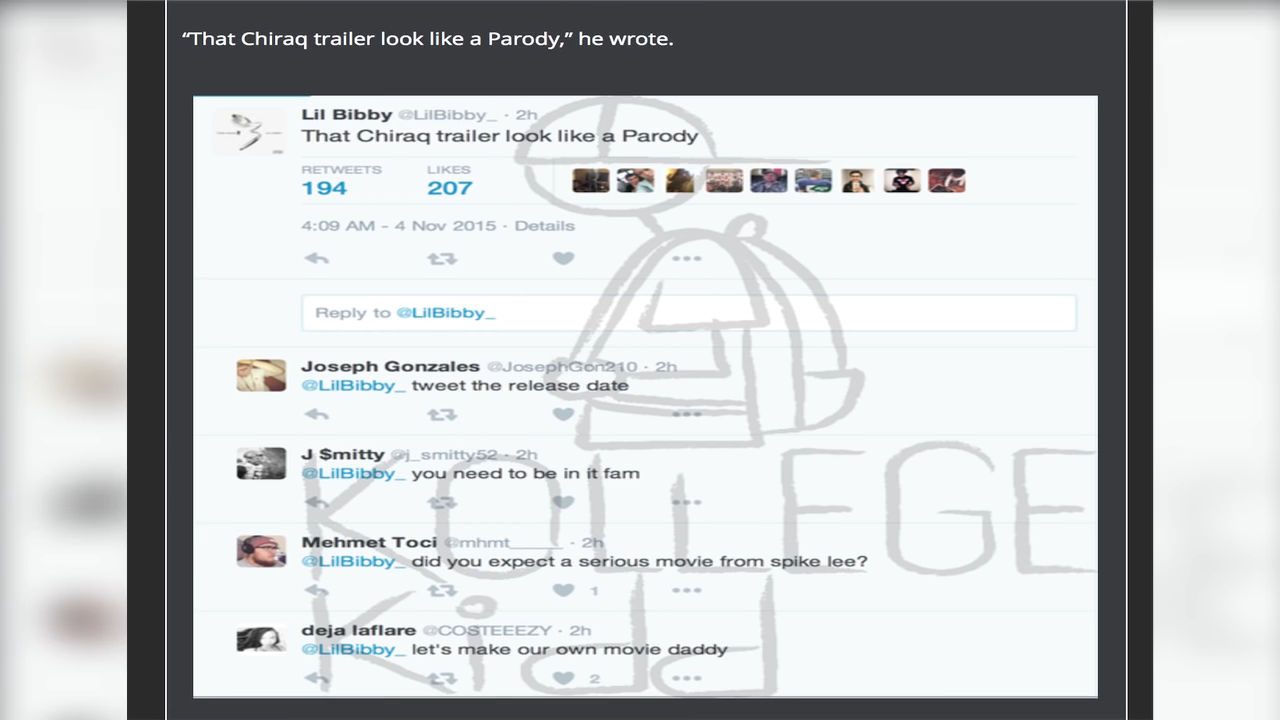 “That Chiraq trailer look like a Parody,” he wrote.
Lil Bibby @LilBibby_ · 2h
That Chiraq trailer look like a Parody
RETWEETS LIKES
194 207
4:09 AM - 4 Nov 2015 · Details
Reply to @LilBibby_
Joseph Gonzales @JosephGon210 · 2h
@LilBibby_ tweet the release date
J $mitty @j_smitty52 · 2h
@LilBibby_ you need to be in it fam
Mehmet Toci @mhmt_____ · 2h
@LilBibby_ did you expect a serious movie from spike lee?
1
deja laflare @COSTEEEZY · 2h
@LilBibby_ let's make our own movie daddy
2
KOLLEGE
Kidd